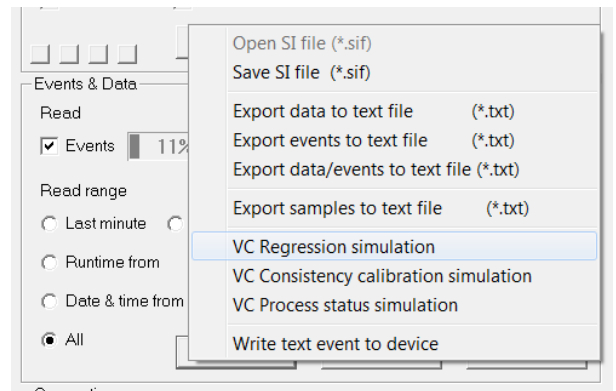 Open SI file (*.sif)
Save SI file (*.sif)
Events & Data
Read
Export data to text file (*.txt)
Events 11%
Export events to text file (*.txt)
Export data/events to text file (*.txt)
Read range
Export samples to text file (*.txt)
Last minute
VC Regression simulation
Runtime from
VC Consistency calibration simulation
Date & time from
VC Process status simulation
All
Write text event to device